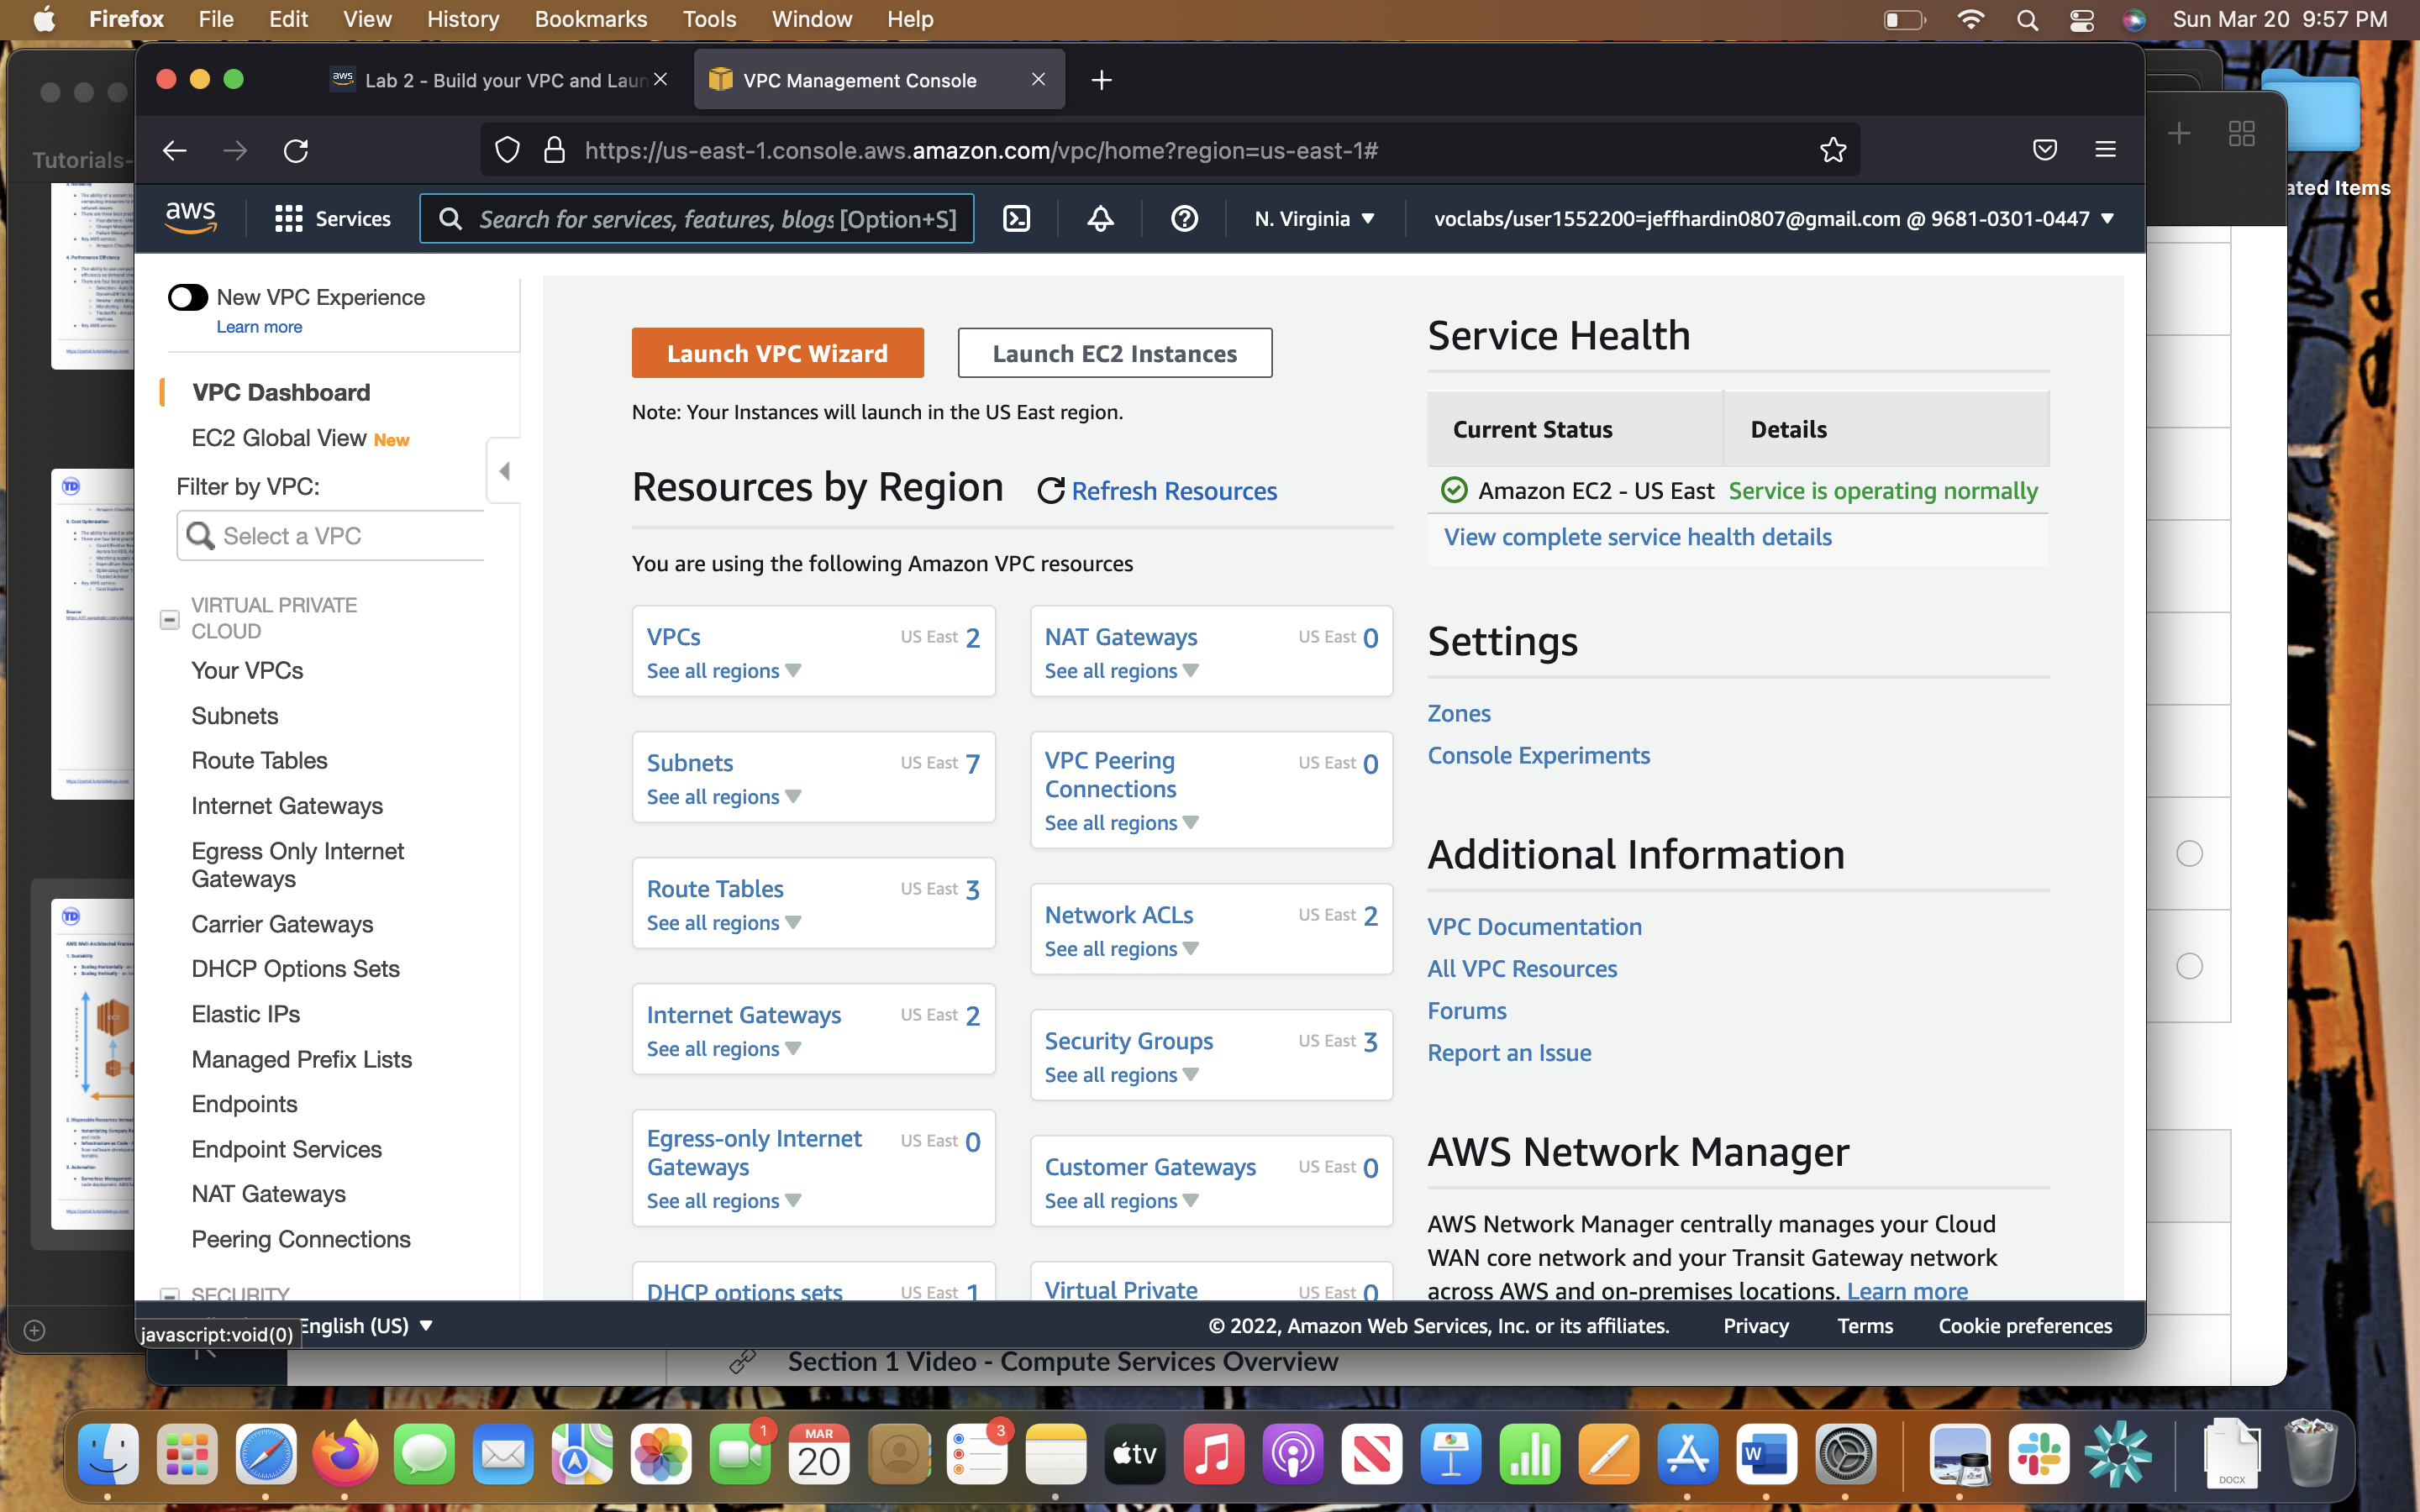 Firefox File Edit View History Bookmarks Tools Window Help
Sun Mar 20 9:57 PM
Lab 2 - Build your VPC and Laun
VPC Management Console
Tutorials-
https://us-east-1.console.aws.amazon.com/vpc/home?region=us-east-1#
ated Items
aws
Services
Search for services, features, blogs [Option+S]
N. Virginia
voclabs/user1552200=jeffhardin0807@gmail.com @ 9681-0301-0447
New VPC Experience
Learn more
VPC Dashboard
EC2 Global View New
Filter by VPC:
Select a VPC
VIRTUAL PRIVATE
CLOUD
Your VPCs
Subnets
Route Tables
Internet Gateways
Egress Only Internet
Gateways
Carrier Gateways
DHCP Options Sets
Elastic IPs
Managed Prefix Lists
Endpoints
Endpoint Services
NAT Gateways
Peering Connections
SECURITY
Launch VPC Wizard
Launch EC2 Instances
Note: Your Instances will launch in the US East region.
Resources by Region
Refresh Resources
You are using the following Amazon VPC resources
VPCs US East 2
See all regions
Subnets US East 7
See all regions
Route Tables US East 3
See all regions
Internet Gateways US East 2
See all regions
Egress-only Internet US East 0
Gateways
See all regions
DHCP options sets US East 1
NAT Gateways US East 0
See all regions
VPC Peering US East 0
Connections
See all regions
Network ACLs US East 2
See all regions
Security Groups US East 3
See all regions
Customer Gateways US East 0
See all regions
Virtual Private US East 0
Service Health
Current Status Details
Amazon EC2 - US East Service is operating normally
View complete service health details
Settings
Zones
Console Experiments
Additional Information
VPC Documentation
All VPC Resources
Forums
Report an Issue
AWS Network Manager
AWS Network Manager centrally manages your Cloud
WAN core network and your Transit Gateway network
across AWS and on-premises locations. Learn more
javascript:void(0)
English (US)
© 2022, Amazon Web Services, Inc. or its affiliates. Privacy Terms Cookie preferences
Section 1 Video - Compute Services Overview
1
MAR
20
3
tv
W
DOCX